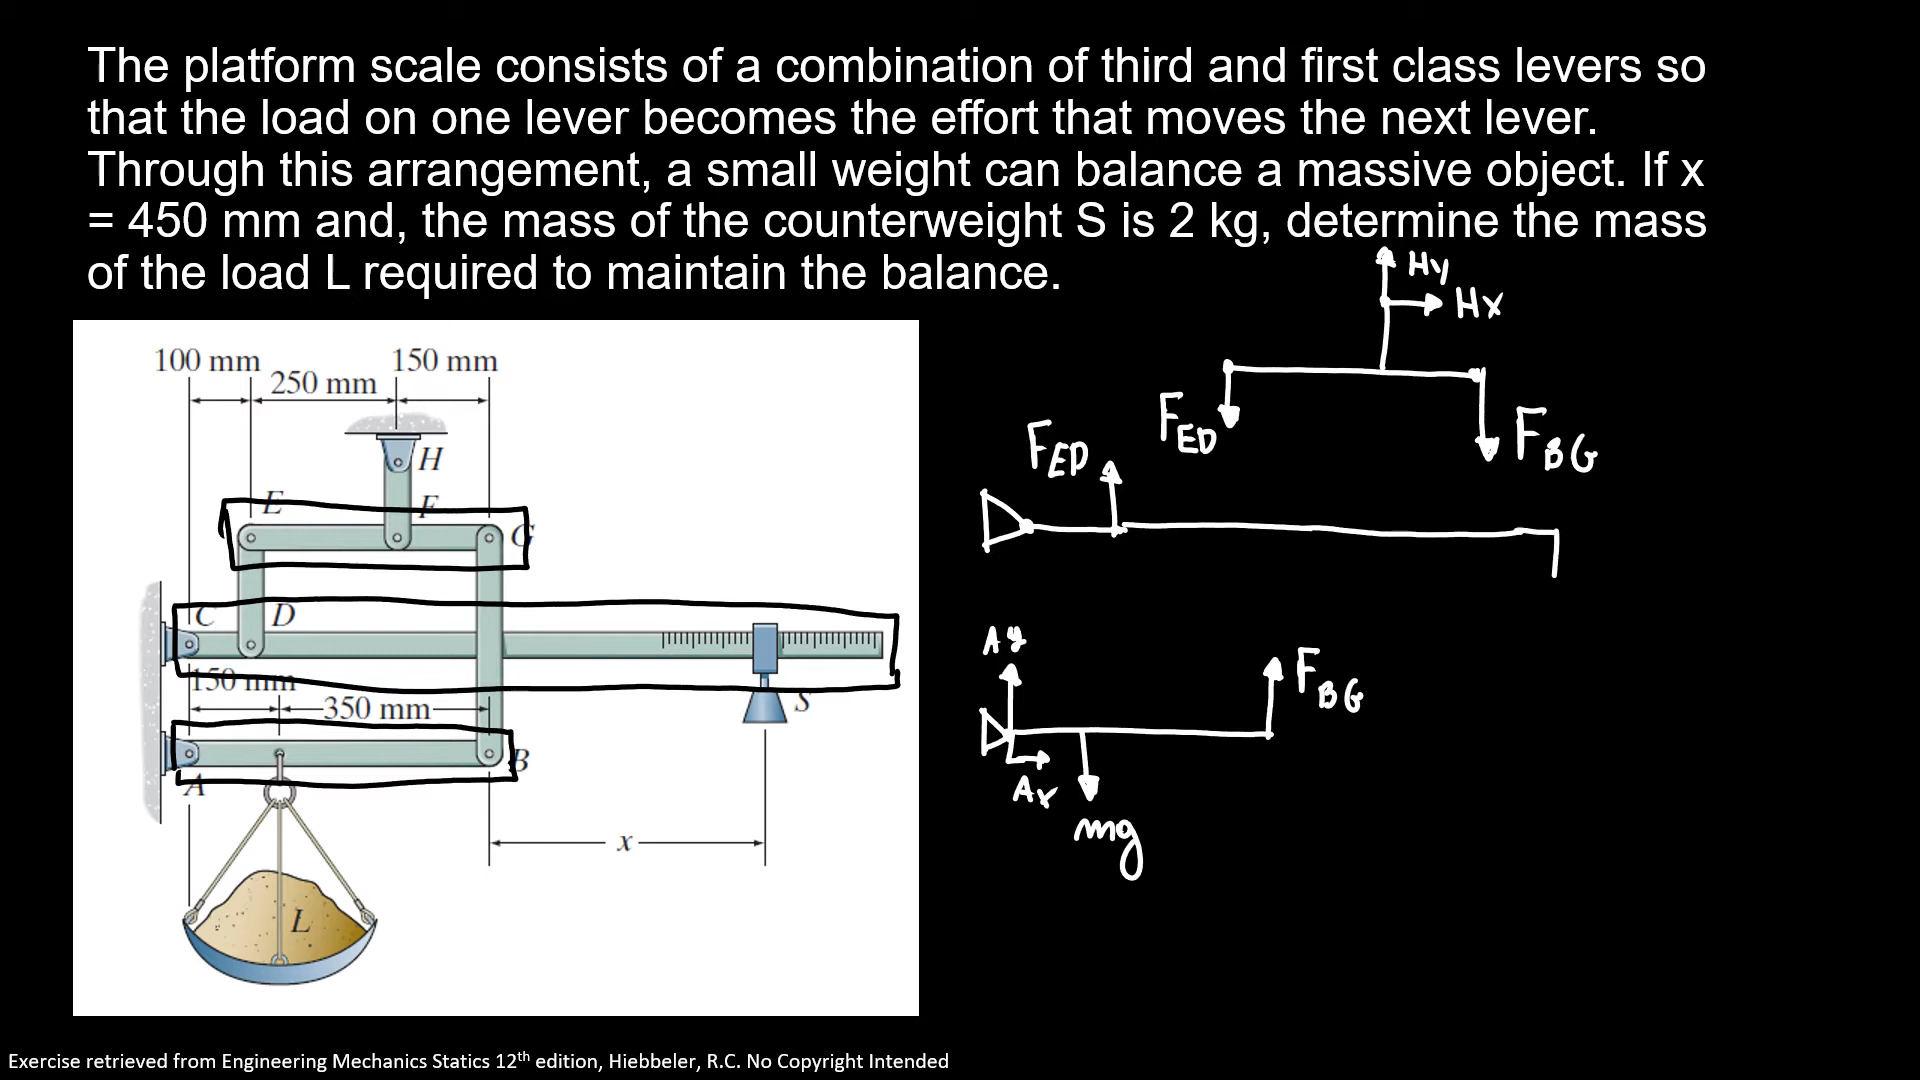 The platform scale consists of a combination of third and first class levers so
that the load on one lever becomes the effort that moves the next lever.
Through this arrangement, a small weight can balance a massive object. If x
= 450 mm and, the mass of the counterweight S is 2 kg, determine the mass
of the load L required to maintain the balance.
Hy
Hx
100 mm
150 mm
250 mm
H
E
F
G
C
D
150 mm
350 mm
S
A
B
x
L
F_ED
F_BG
F_ED
Ay
F_BG
Ax
mg
Exercise retrieved from Engineering Mechanics Statics 12th edition, Hiebbeler, R.C. No Copyright Intended